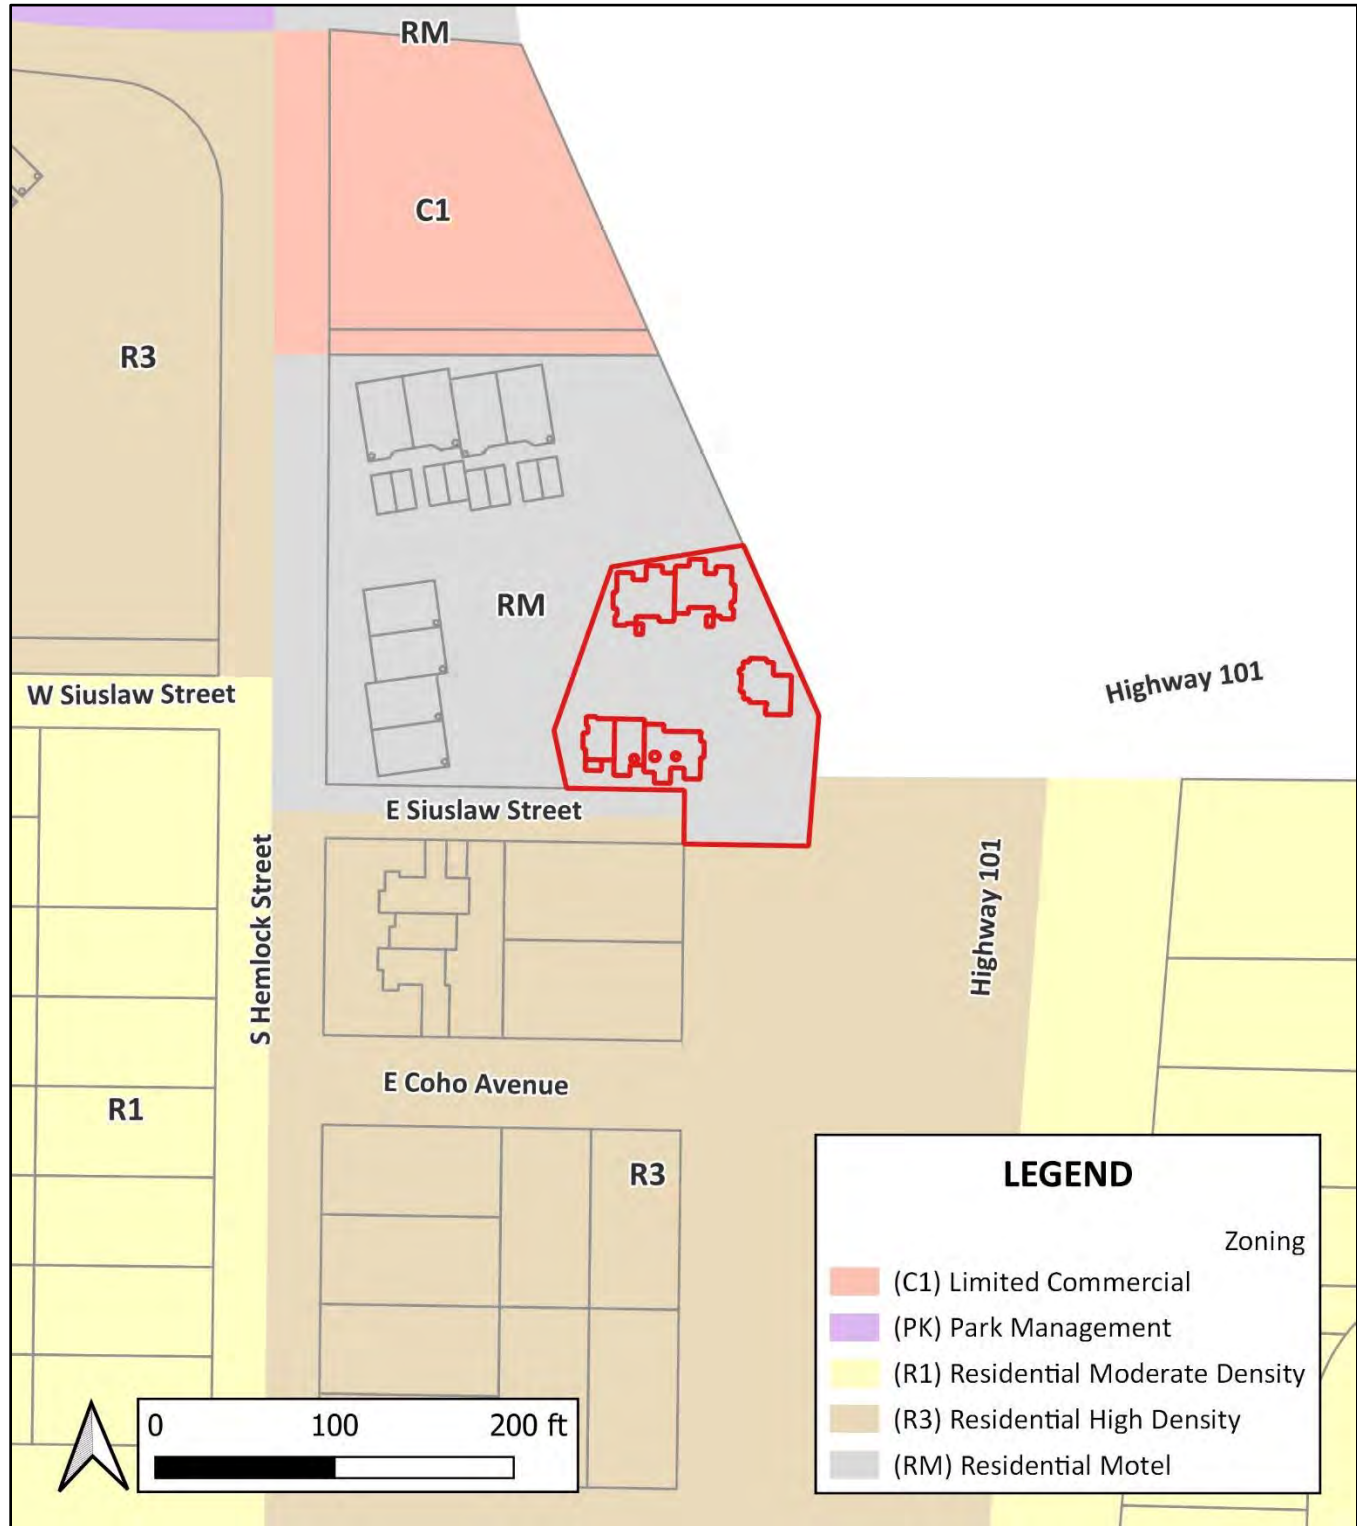 RM
C1
R3
W Siuslaw Street
RM
Highway 101
E Siuslaw Street
S Hemlock Street
Highway 101
E Coho Avenue
R1
R3
LEGEND
Zoning
(C1) Limited Commercial
(PK) Park Management
(R1) Residential Moderate Density
(R3) Residential High Density
(RM) Residential Motel
0 100 200 ft